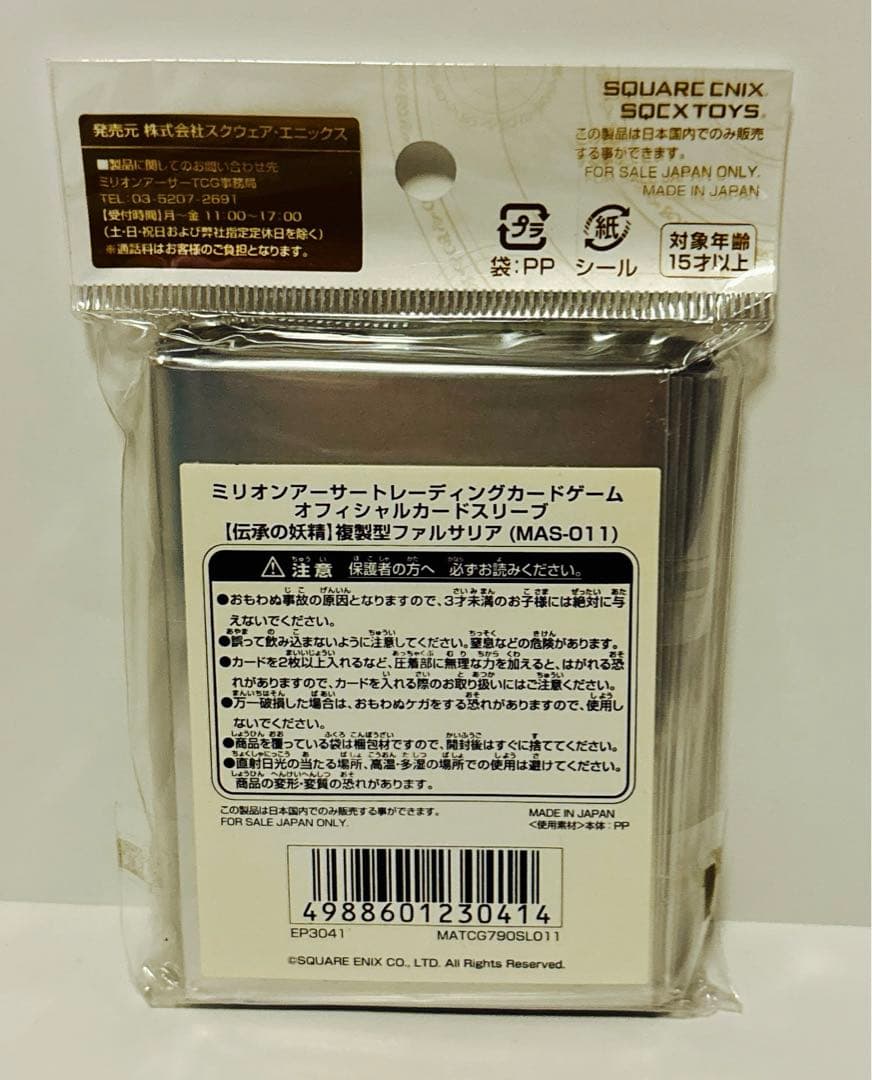 SQUARE ENIX
SQEXTOYS
発売元 株式会社スクウェア・エニックス
■製品に関してのお問い合わせ先
ミリオンアーサーTCG事務局
TEL:03-5207-2691
【受付時間】月~金 11:00~17:00
(土・日・祝日および弊社指定定休日を除く)
※通話料はお客様のご負担となります。
この製品は日本国内でのみ販売
する事ができます。
FOR SALE JAPAN ONLY.
MADE IN JAPAN
プラ
袋:PP
紙
シール
対象年齢
15才以上
ミリオンアーサートレーディングカードゲーム
オフィシャルカードスリーブ
【伝承の妖精】複製型ファルサリア (MAS-011)
注意 保護者の方へ 必ずお読みください。
●おもわぬ事故の原因となりますので、3才未満のお子様には絶対に与
えないでください。
●誤って飲み込まないように注意してください。窒息などの危険があります。
●カードを2枚以上入れるなど、圧着部に無理な力を加えると、はがれる恐
れがありますので、カードを入れる際のお取り扱いにはご注意ください。
●万一破損した場合は、おもわぬケガをする恐れがありますので、使用し
ないでください。
●商品を覆っている袋は梱包材ですので、開封後はすぐに捨ててください。
●直射日光の当たる場所、高温・多湿の場所での使用は避けてください。
商品の変形・変質の恐れがあります。
この製品は日本国内でのみ販売する事ができます。
FOR SALE JAPAN ONLY.
MADE IN JAPAN
<使用素材>本体:PP
4988601230414
EP3041 MATCG790SL011
©SQUARE ENIX CO., LTD. All Rights Reserved.